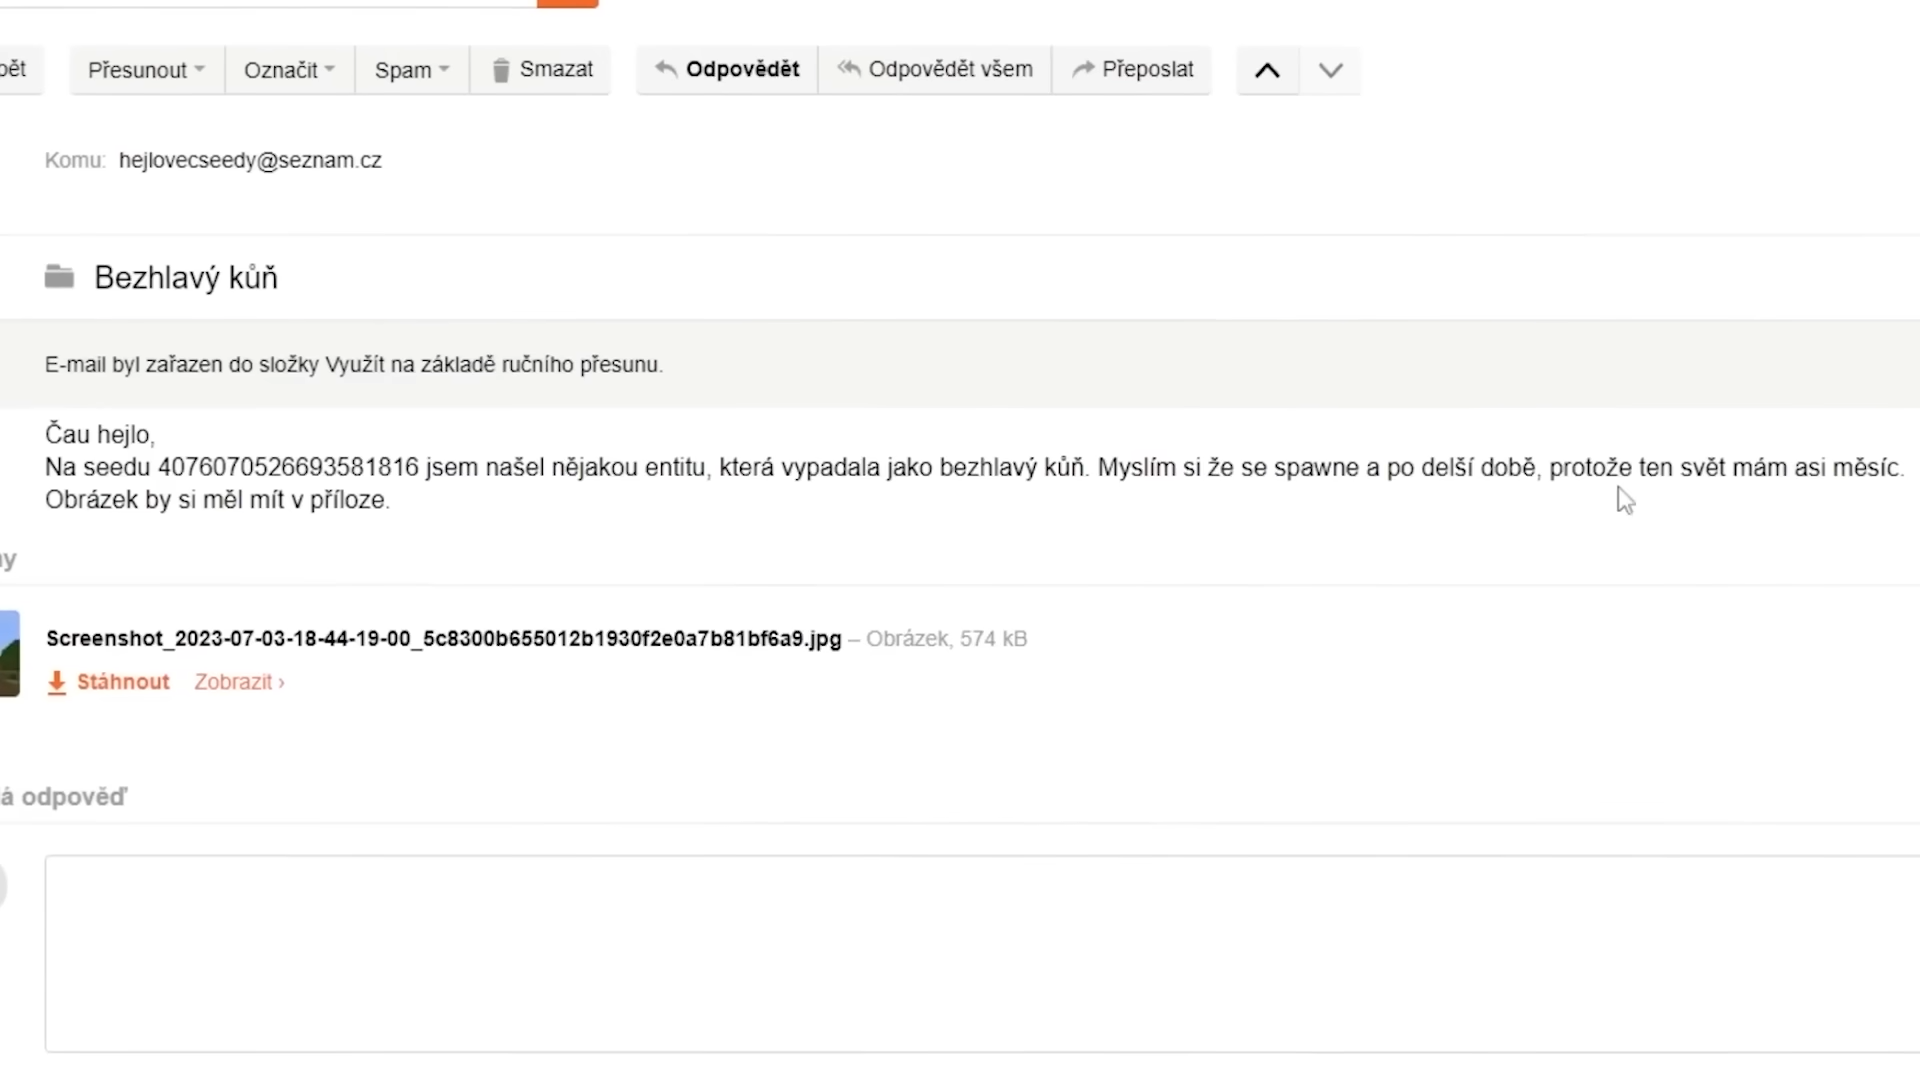 pět Přesunout Označit Spam Smazat Odpovědět Odpovědět všem Přeposlat
Komu: hejlovecseedy@seznam.cz
Bezhlavý kůň
E-mail byl zařazen do složky Využít na základě ručního přesunu.
Čau hejlo,
Na seedu 4076070526693581816 jsem našel nějakou entitu, která vypadala jako bezhlavý kůň. Myslím si že se spawne a po delší době, protože ten svět mám asi měsíc.
Obrázek by si měl mít v příloze.
ny
Screenshot_2023-07-03-18-44-19-00_5c8300b655012b1930f2e0a7b81bf6a9.jpg – Obrázek, 574 kB
Stáhnout Zobrazit ›
á odpověď